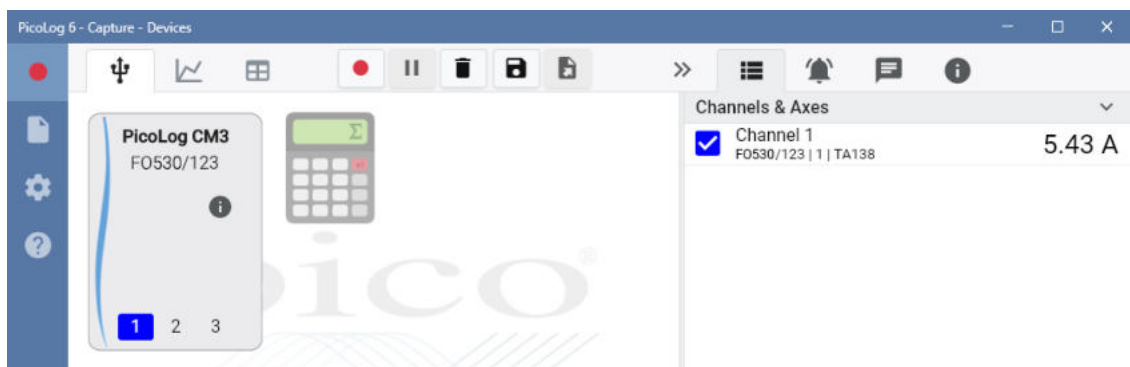 PicoLog 6 - Capture - Devices
Channels & Axes
PicoLog CM3
FO530/123
1 2 3
Σ
Channel 1
FO530/123 | 1 | TA138
5.43 A
pico®